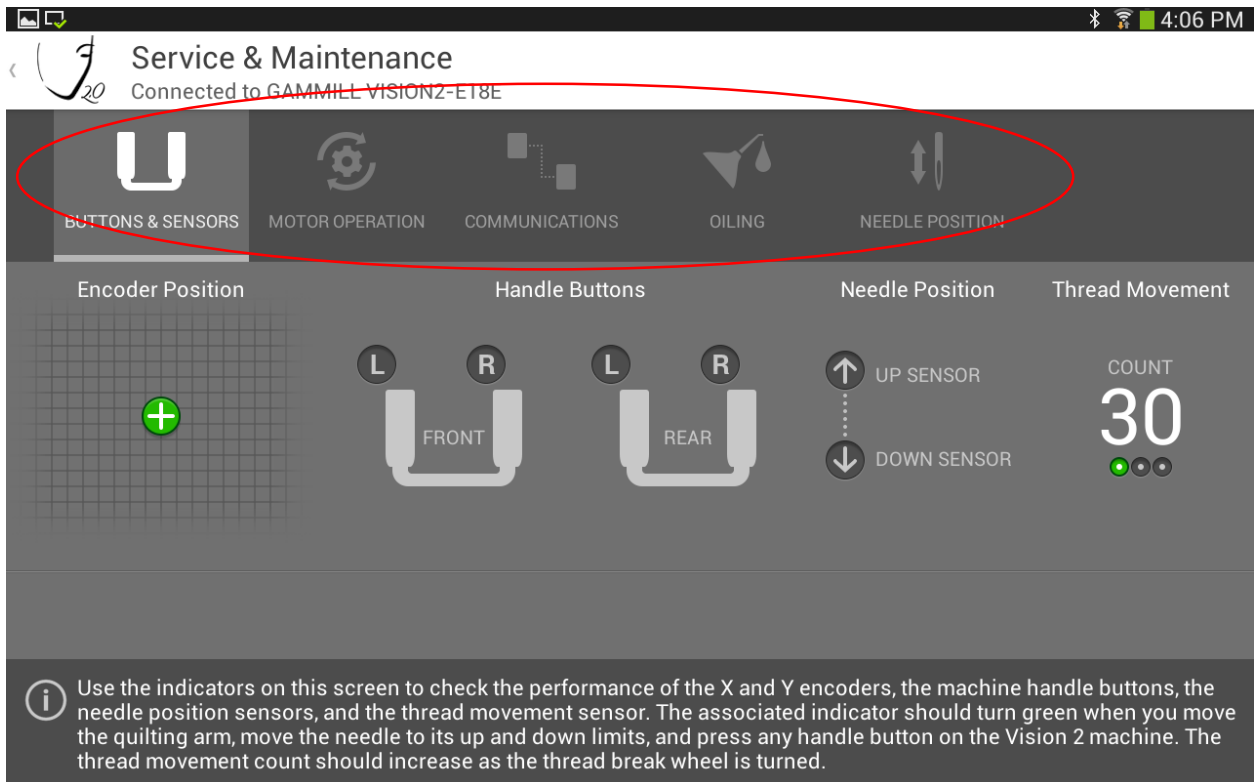 4:06 PM
20
Service & Maintenance
Connected to GAMMILL VISION2-E18E
BUTTONS & SENSORS
MOTOR OPERATION
COMMUNICATIONS
OILING
NEEDLE POSITION
Encoder Position
Handle Buttons
Needle Position
Thread Movement
L R L R
UP SENSOR
COUNT
30
FRONT
REAR
DOWN SENSOR
i
Use the indicators on this screen to check the performance of the X and Y encoders, the machine handle buttons, the
needle position sensors, and the thread movement sensor. The associated indicator should turn green when you move
the quilting arm, move the needle to its up and down limits, and press any handle button on the Vision 2 machine. The
thread movement count should increase as the thread break wheel is turned.